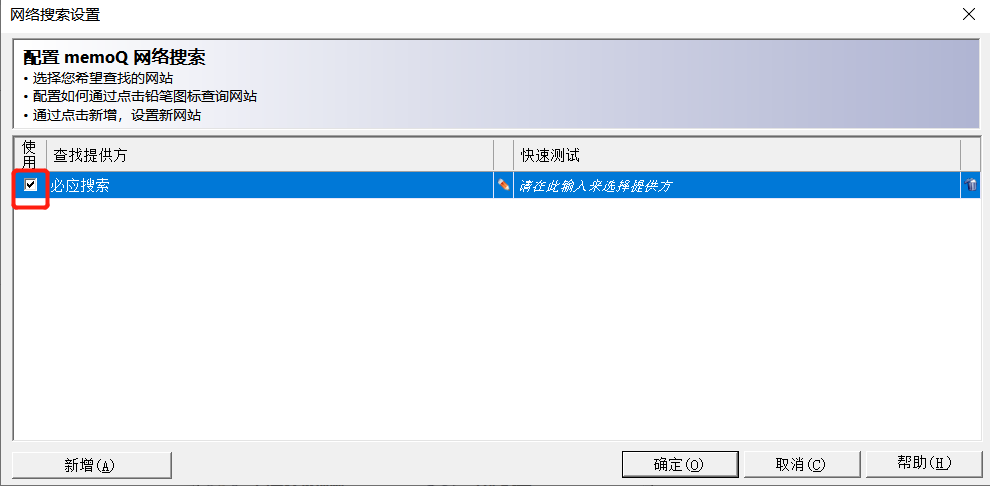 网络搜索设置
配置 memoQ 网络搜索
• 选择您希望查找的网站
• 配置如何通过点击铅笔图标查询网站
• 通过点击新增，设置新网站
使用 查找提供方 快速测试
必应搜索 请在此输入来选择提供方
新增(A) 确定(O) 取消(C) 帮助(H)